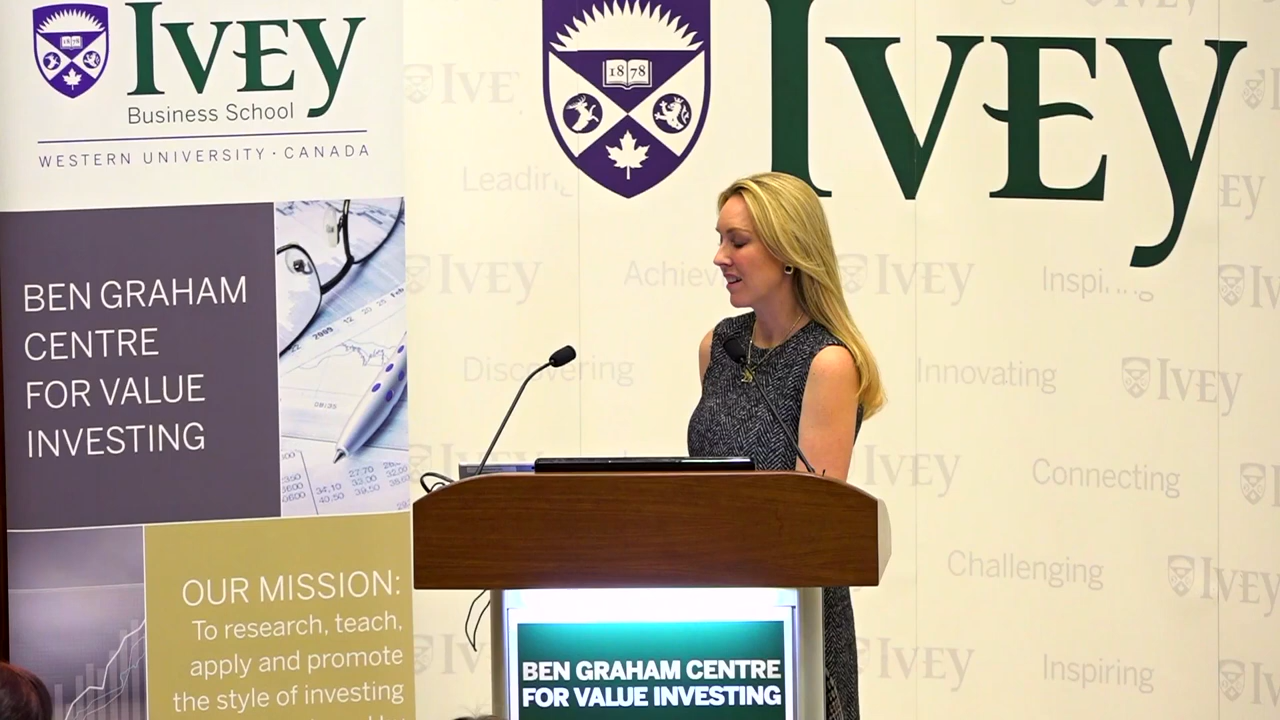 IVEY
Business School
WESTERN UNIVERSITY · CANADA
BEN GRAHAM
CENTRE
FOR VALUE
INVESTING
OUR MISSION:
To research, teach,
apply and promote
the style of investing
1878
IVEY
IVEY
Leading
IVEY
IVEY
Inspiring
Discovering
Innovating
IVEY
IVEY
Connecting
Challenging
IVEY
IVEY
Inspiring
BEN GRAHAM CENTRE
FOR VALUE INVESTING